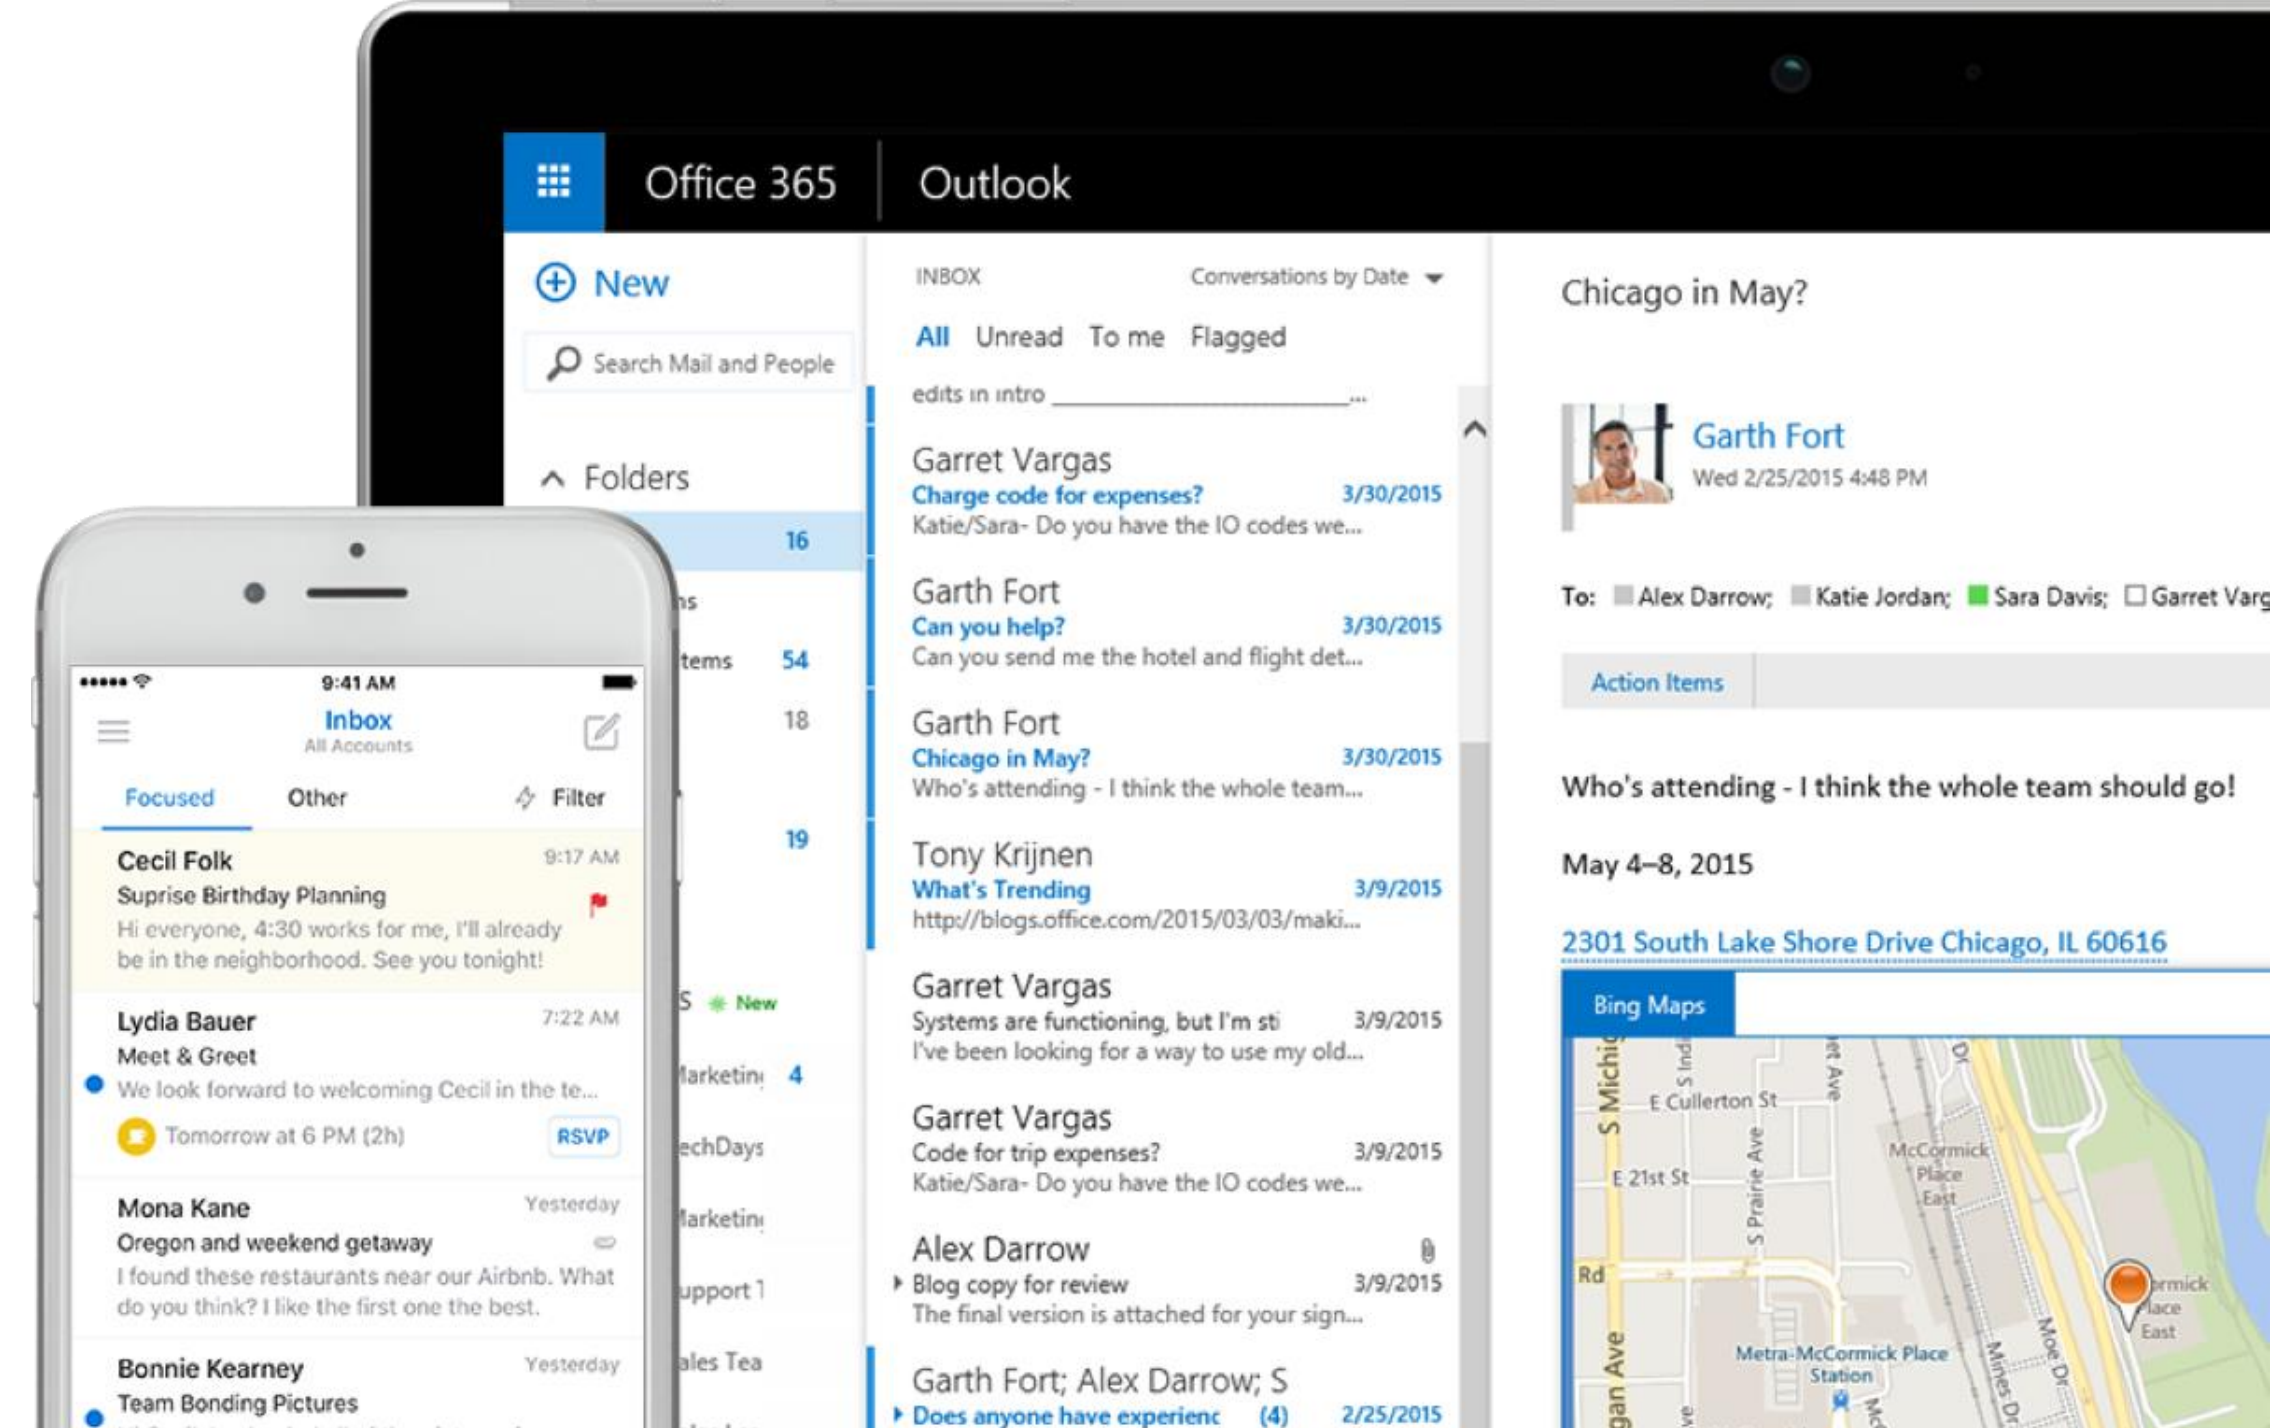 Office 365
Outlook
New
Search Mail and People
Folders
16
ns
tems 54
18
19
S New
4
echDays
upport
ales Tea
INBOX
Conversations by Date
All Unread To me Flagged
edits in intro ...
Garret Vargas
Charge code for expenses? 3/30/2015
Katie/Sara- Do you have the IO codes we...
Garth Fort
Can you help? 3/30/2015
Can you send me the hotel and flight det...
Garth Fort
Chicago in May? 3/30/2015
Who's attending - I think the whole team...
Tony Krijnen
What's Trending 3/9/2015
http://blogs.office.com/2015/03/03/maki...
Garret Vargas
Systems are functioning, but I'm sti 3/9/2015
I've been looking for a way to use my old...
Garret Vargas
Code for trip expenses? 3/9/2015
Katie/Sara- Do you have the IO codes we...
Alex Darrow
Blog copy for review 3/9/2015
The final version is attached for your sign...
Garth Fort; Alex Darrow; S
Does anyone have experienc (4) 2/25/2015
Chicago in May?
Garth Fort
Wed 2/25/2015 4:48 PM
To: Alex Darrow; Katie Jordan; Sara Davis; Garret Varg
Action Items
Who's attending - I think the whole team should go!
May 4–8, 2015
2301 South Lake Shore Drive Chicago, IL 60616
Bing Maps
S Michig
S Indi
et Ave
Dr
E Cullerton St
McCormick
Place
East
E 21st St
S Prairie Ave
Rd
ormick
Place
East
Moe Dr
Mines Dr
Metra-McCormick Place
Station
gan Ave
9:41 AM
Inbox
All Accounts
Focused Other Filter
Cecil Folk 9:17 AM
Suprise Birthday Planning
Hi everyone, 4:30 works for me, I'll already
be in the neighborhood. See you tonight!
Lydia Bauer 7:22 AM
Meet & Greet
We look forward to welcoming Cecil in the te...
Tomorrow at 6 PM (2h) RSVP
Mona Kane Yesterday
Oregon and weekend getaway
I found these restaurants near our Airbnb. What
do you think? I like the first one the best.
Bonnie Kearney Yesterday
Team Bonding Pictures